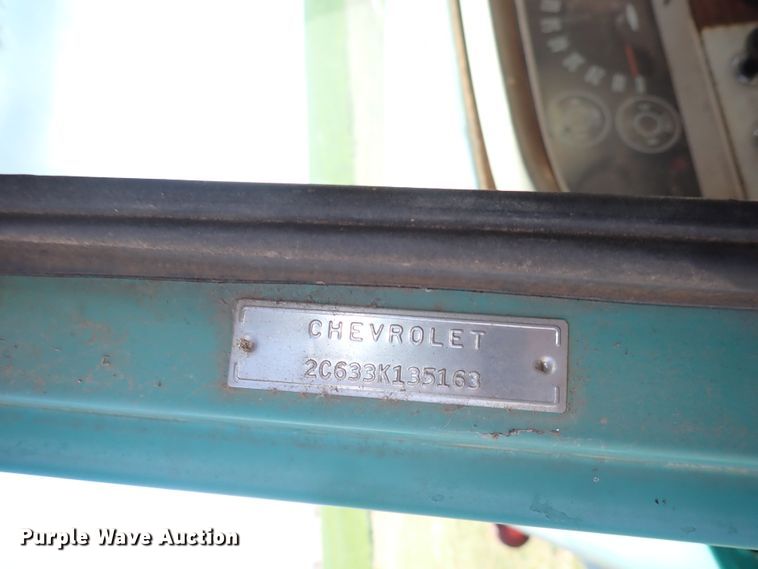 CHEVROLET
2C633K135163
Purple Wave Auction